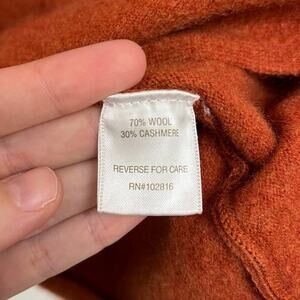 70% WOOL
30% CASHMERE
REVERSE FOR CARE
RN#102816